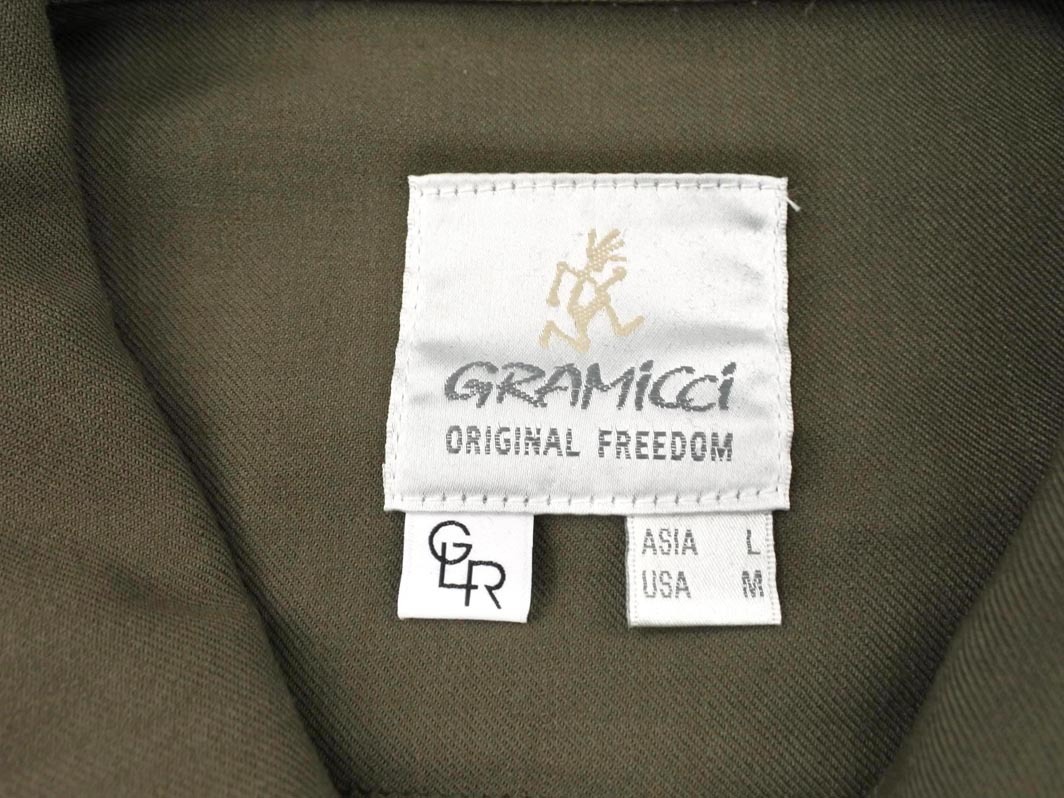 GRAMiCCi
ORIGINAL FREEDOM
GLR
ASIA L
USA M